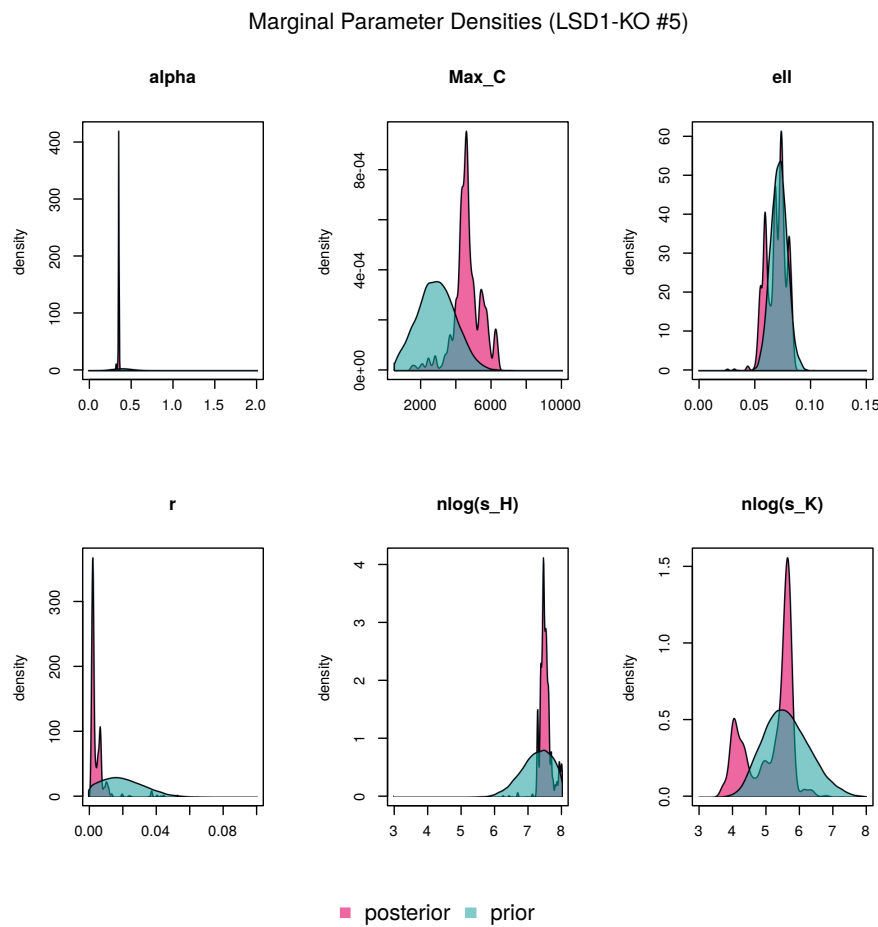 Marginal Parameter Densities (LSD1-KO #5)
alpha
Max_C
ell
density
0
100
200
300
400
0.0
0.5
1.0
1.5
2.0
density
0e+00
4e-04
8e-04
2000
6000
10000
density
0
10
20
30
40
50
60
0.00
0.05
0.10
0.15
r
nlog(s_H)
nlog(s_K)
density
0
100
200
300
0.00
0.04
0.08
density
0
1
2
3
4
3
4
5
6
7
8
density
0.0
0.5
1.0
1.5
3
4
5
6
7
8
posterior
prior